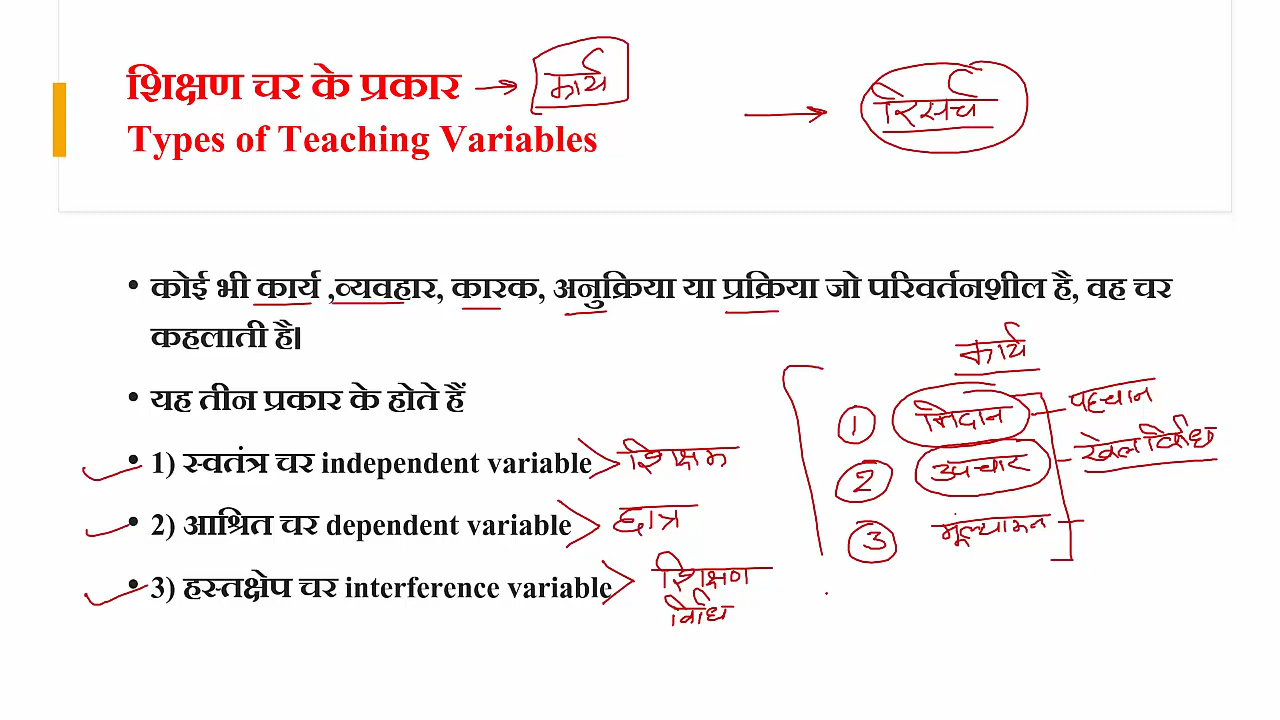 शिक्षण चर के प्रकार → कार्य
→ रिसर्च
Types of Teaching Variables
• कोई भी कार्य ,व्यवहार, कारक, अनुक्रिया या प्रक्रिया जो परिवर्तनशील है, वह चर
कहलाती है।
• यह तीन प्रकार के होते हैं
• 1) स्वतंत्र चर independent variable शिक्षक
• 2) आश्रित चर dependent variable छात्र
• 3) हस्तक्षेप चर interference variable शिक्षण
विधि
कार्य
1 निदान पहचान
2 उपचार खेल विधि
3 मूल्यांकन